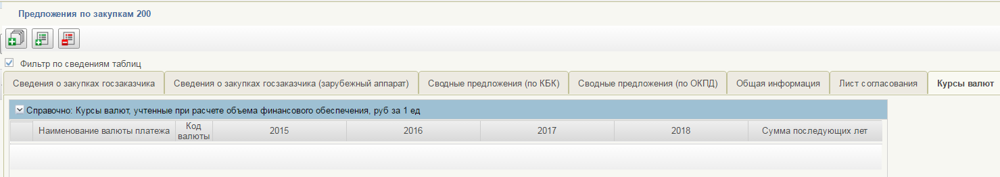 Предложения по закупкам 200
Фильтр по сведениям таблиц
Сведения о закупках госзаказчика
Сведения о закупках госзаказчика (зарубежный аппарат)
Сводные предложения (по КБК)
Сводные предложения (по ОКПД)
Общая информация
Лист согласования
Курсы валют
Справочно: Курсы валют, учтенные при расчете объема финансового обеспечения, руб за 1 ед
Наименование валюты платежа
Код
валюты
2015
2016
2017
2018
Сумма последующих лет